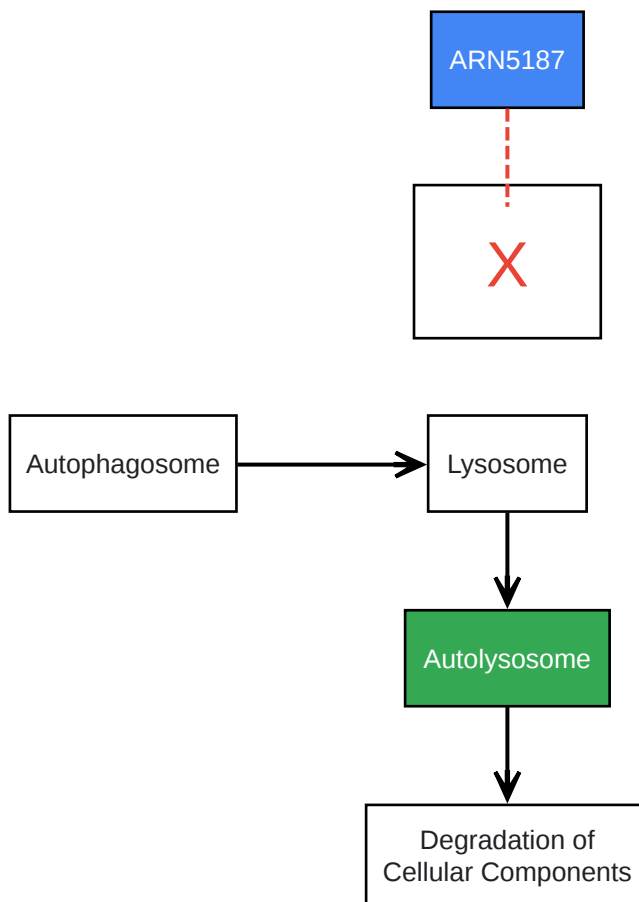 ARN5187
X
Autophagosome
Lysosome
Autolysosome
Degradation of
Cellular Components